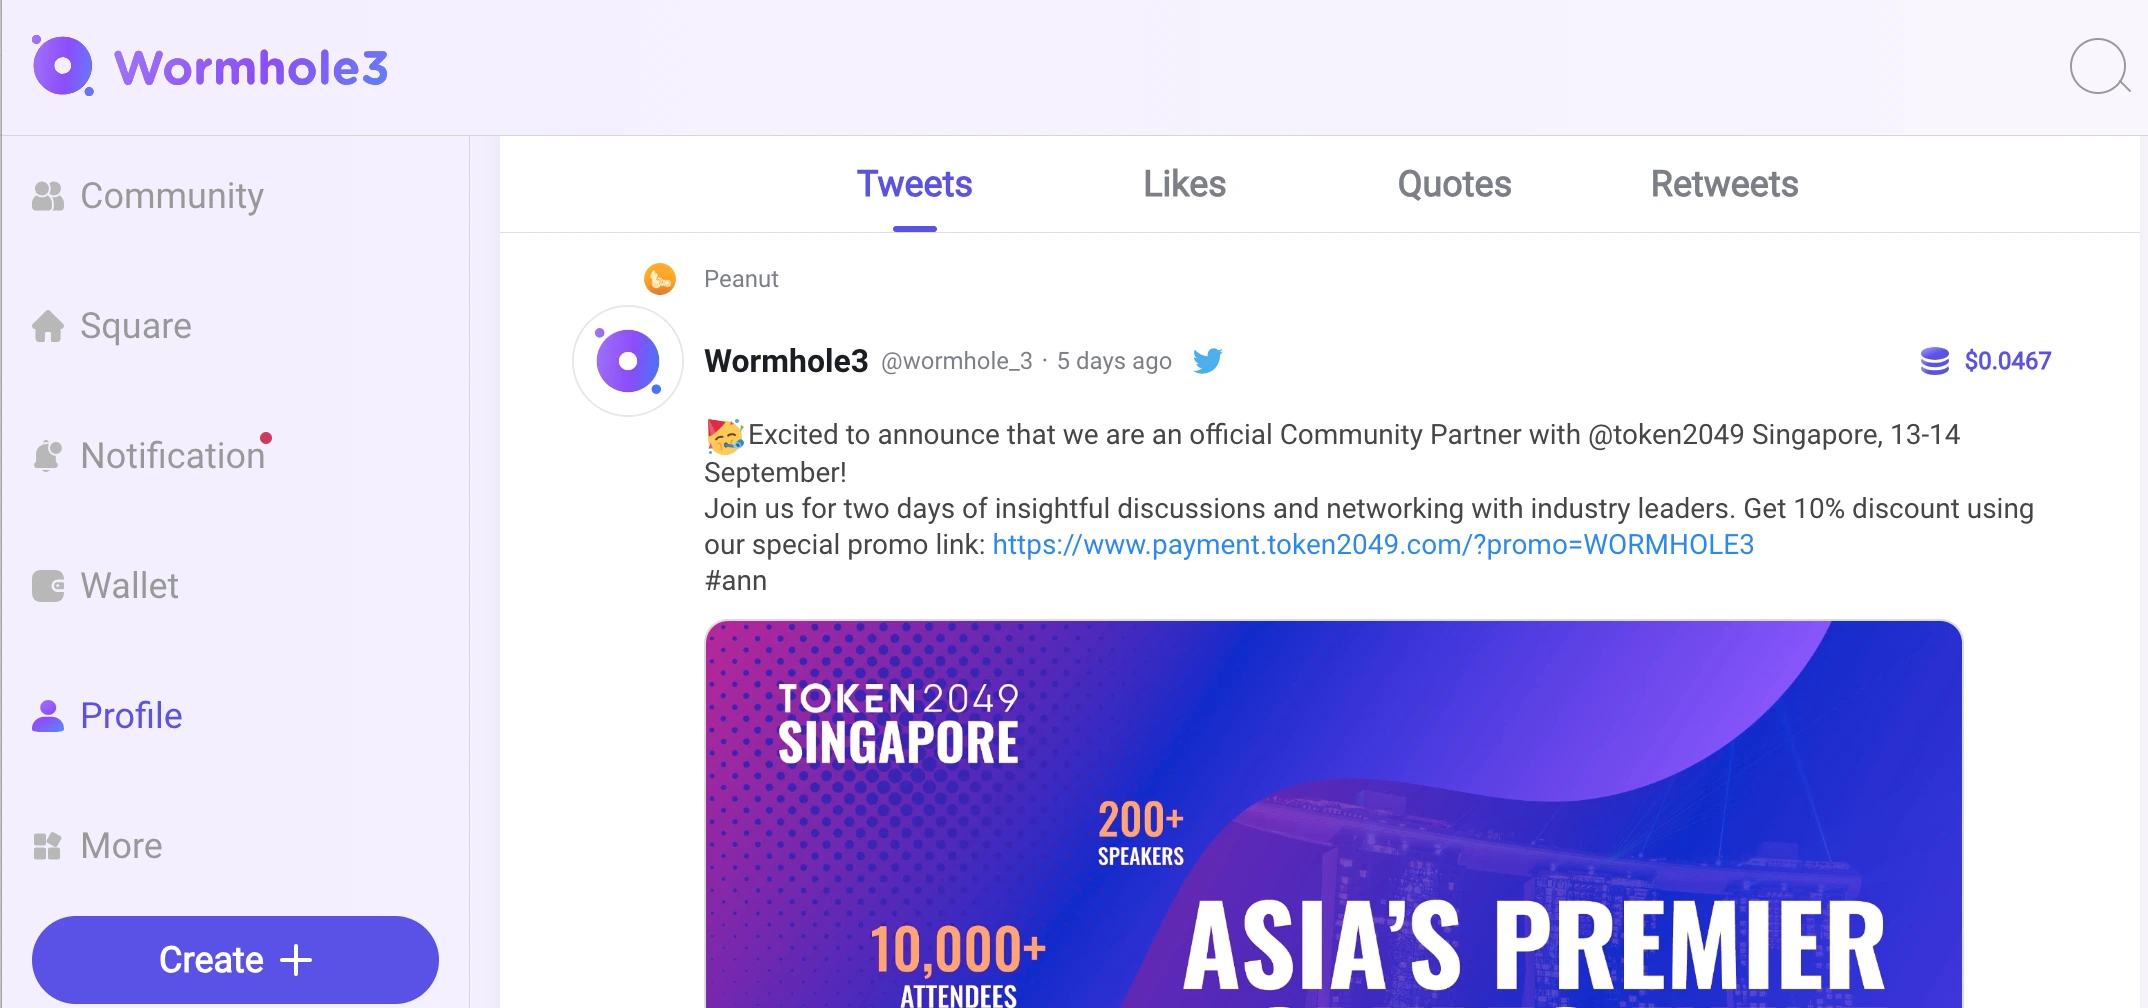 Wormhole3
Community
Square
Notification
Wallet
Profile
More
Create +
Tweets
Likes
Quotes
Retweets
Peanut
Wormhole3 @wormhole_3 · 5 days ago
$0.0467
🥳Excited to announce that we are an official Community Partner with @token2049 Singapore, 13-14
September!
Join us for two days of insightful discussions and networking with industry leaders. Get 10% discount using
our special promo link: https://www.payment.token2049.com/?promo=WORMHOLE3
#ann
TOKEN2049
SINGAPORE
200+
SPEAKERS
10,000+
ATTENDEES
ASIA'S PREMIER